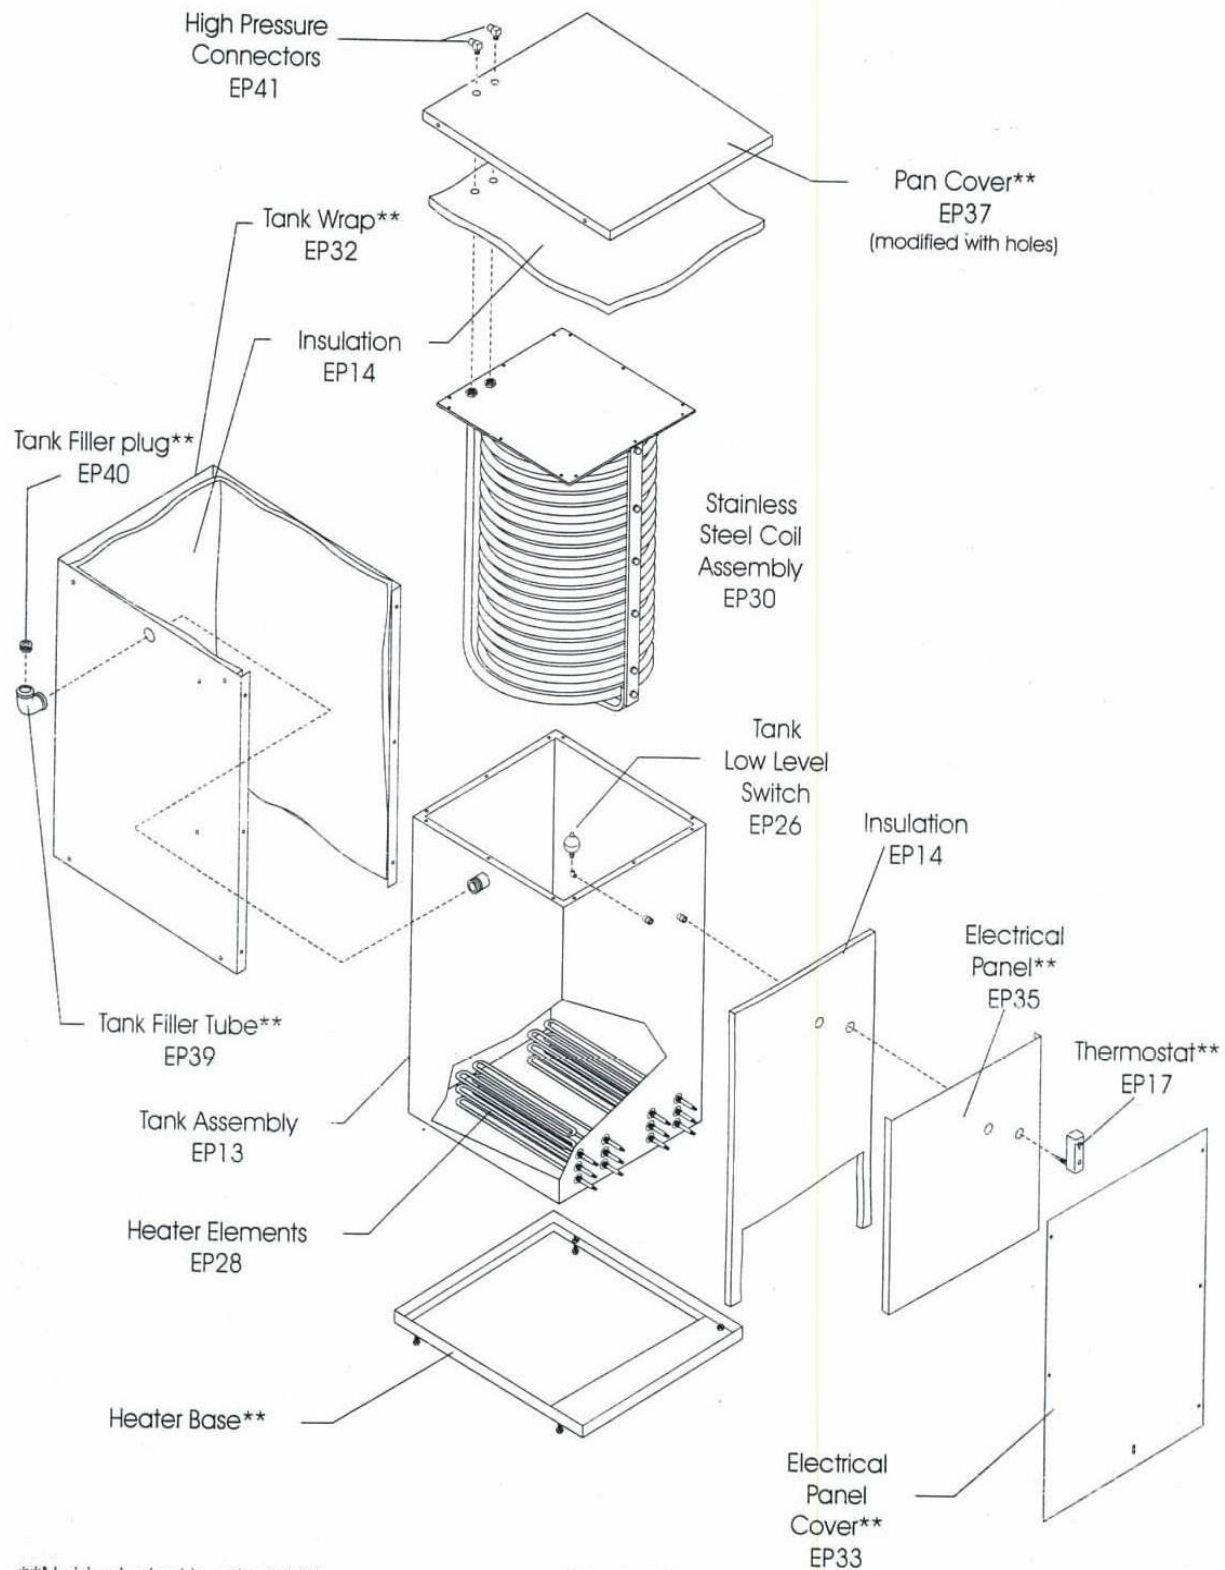 High Pressure
Connectors
EP41
Pan Cover**
EP37
(modified with holes)
Tank Wrap**
EP32
Insulation
EP14
Tank Filler plug**
EP40
Stainless
Steel Coil
Assembly
EP30
Tank
Low Level
Switch
EP26
Insulation
EP14
Electrical
Panel**
EP35
Thermostat**
EP17
Tank Filler Tube**
EP39
Tank Assembly
EP13
Heater Elements
EP28
Heater Base**
Electrical
Panel
Cover**
EP33